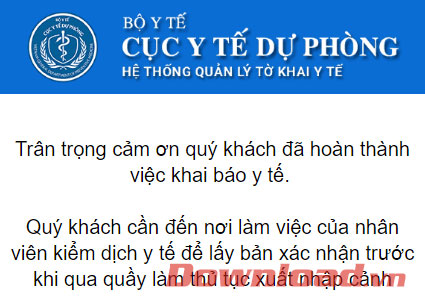 BỘ Y TẾ
CỤC Y TẾ DỰ PHÒNG
HỆ THỐNG QUẢN LÝ TỜ KHAI Y TẾ
BỘ Y TẾ
Trân trọng cảm ơn quý khách đã hoàn thành
việc khai báo y tế.
Quý khách cần đến nơi làm việc của nhân
viên kiểm dịch y tế để lấy bản xác nhận trước
khi qua quầy làm thủ tục xuất nhập cảnh
Download.vn